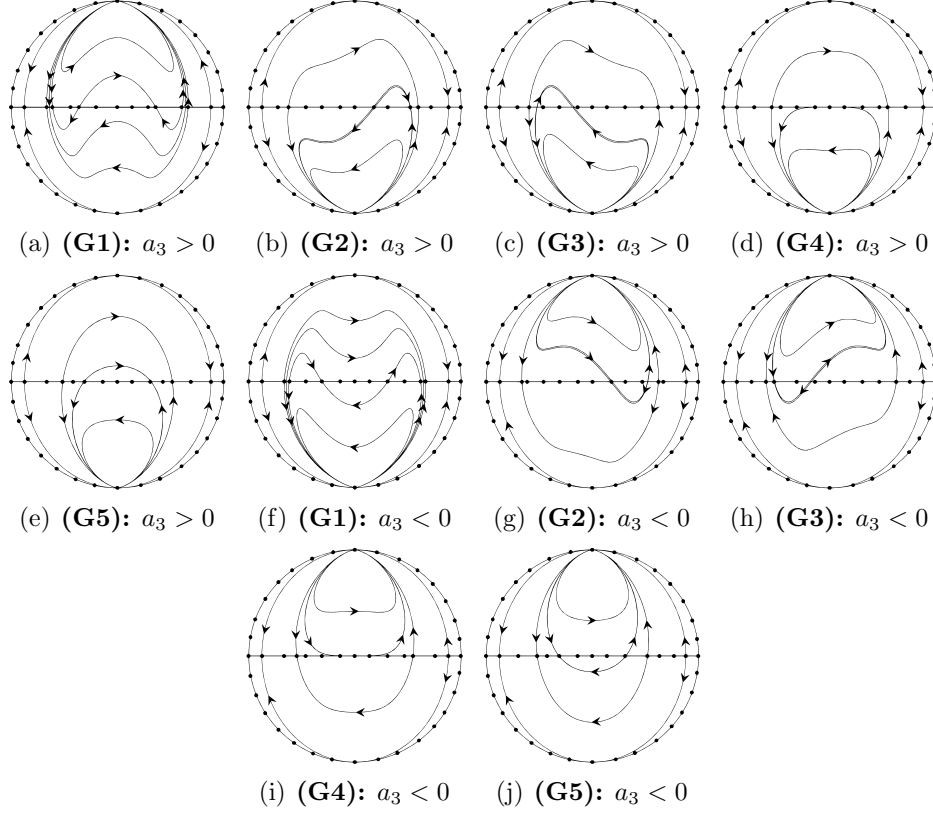 (a) (G1): a₃ > 0 (b) (G2): a₃ > 0 (c) (G3): a₃ > 0 (d) (G4): a₃ > 0
(e) (G5): a₃ > 0 (f) (G1): a₃ < 0 (g) (G2): a₃ < 0 (h) (G3): a₃ < 0
(i) (G4): a₃ < 0 (j) (G5): a₃ < 0